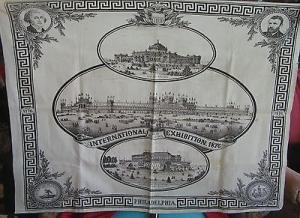 INTERNATIONAL EXHIBITION. 1876
PHILADELPHIA.